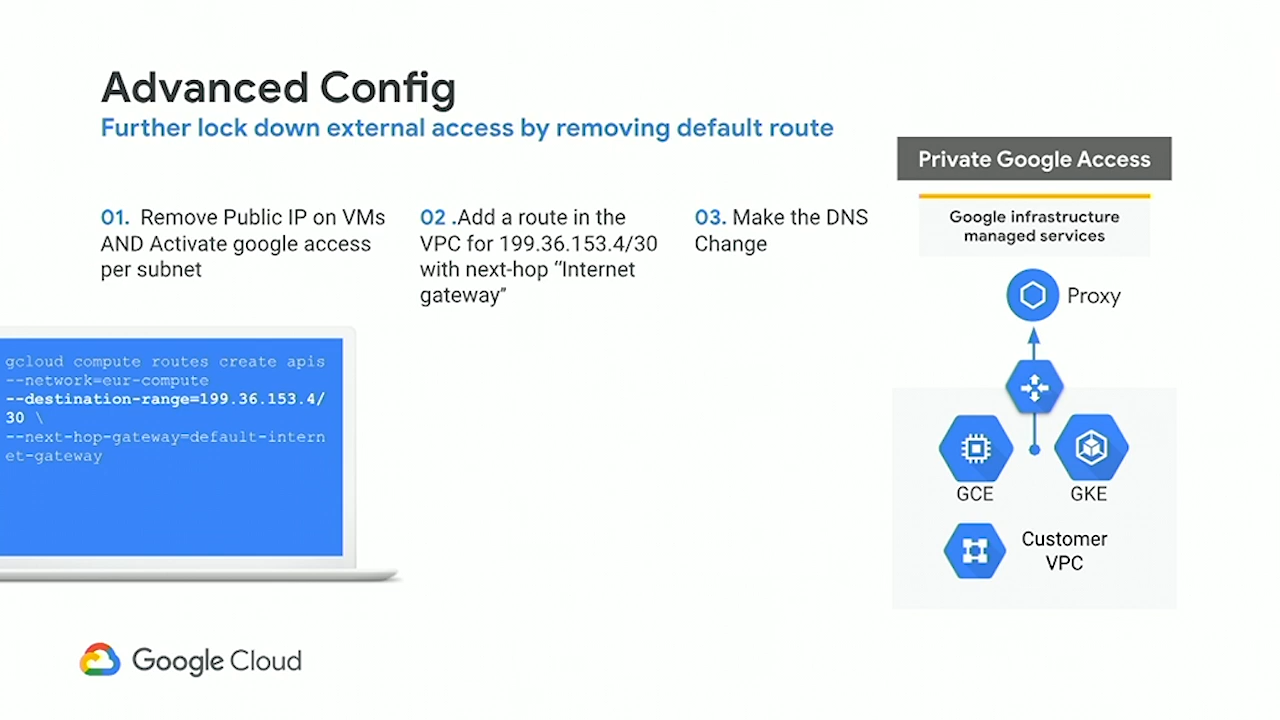 Advanced Config
Further lock down external access by removing default route
01. Remove Public IP on VMs
AND Activate google access
per subnet
02 .Add a route in the
VPC for 199.36.153.4/30
with next-hop “Internet
gateway”
03. Make the DNS
Change
gcloud compute routes create apis
--network=eur-compute
--destination-range=199.36.153.4/
30 \
--next-hop-gateway=default-intern
et-gateway
Private Google Access
Google infrastructure
managed services
Proxy
GCE
GKE
Customer
VPC
Google Cloud